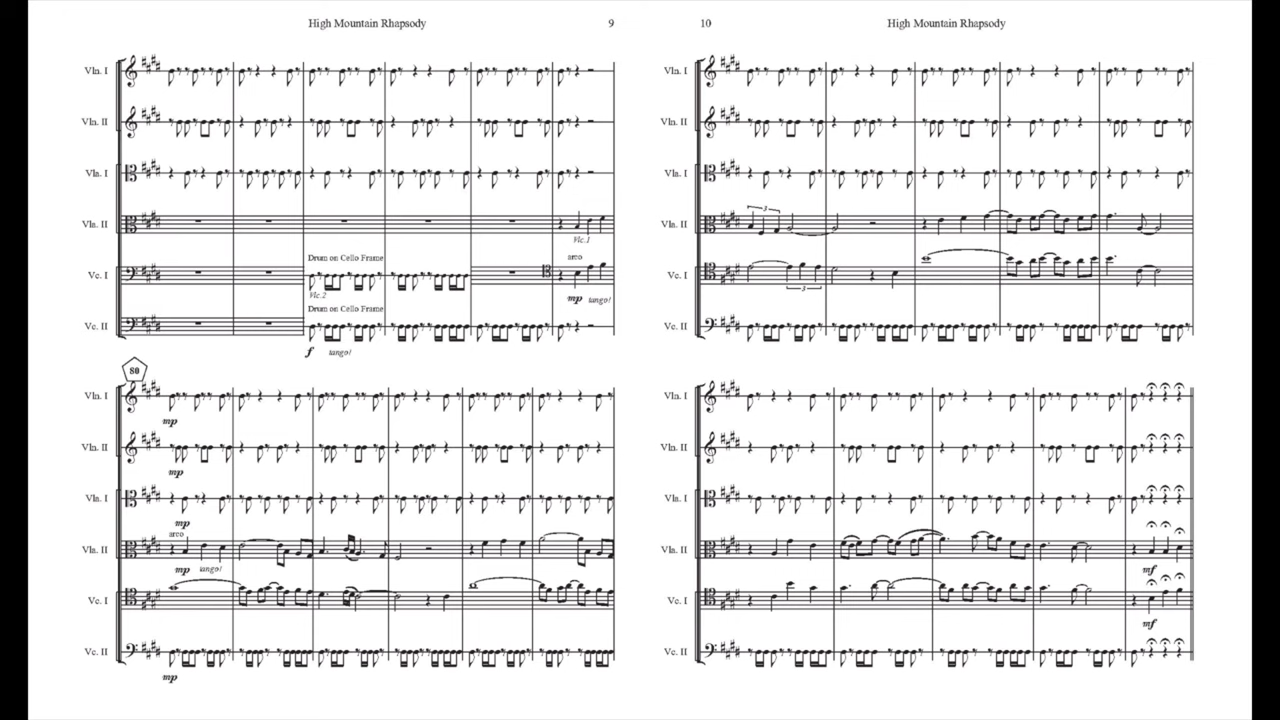 High Mountain Rhapsody 9
Vln. I
Vln. II
Vla. I
Vla. II
Vlc.1
Vc. I
Drum on Cello Frame
arco
Vlc.2
mp tango!
Drum on Cello Frame
Vc. II
f tango!
80
Vln. I
mp
Vln. II
mp
Vla. I
mp
arco
Vla. II
mp tango!
Vc. I
Vc. II
mp
10 High Mountain Rhapsody
Vln. I
Vln. II
Vla. I
3
Vla. II
Vc. I
3
Vc. II
Vln. I
Vln. II
Vla. I
Vla. II
mf
Vc. I
mf
Vc. II